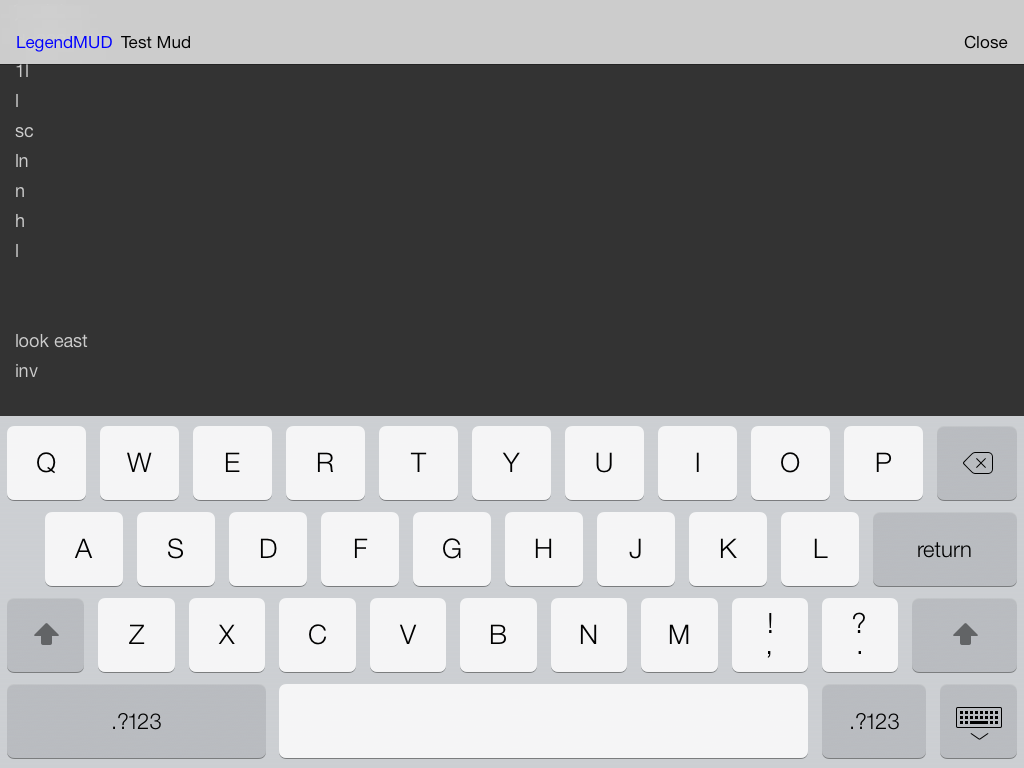 LegendMUD Test Mud Close
1l
l
sc
ln
n
h
l
look east
inv
Q W E R T Y U I O P
A S D F G H J K L return
Z X C V B N M ! , ? .
.?123 .?123